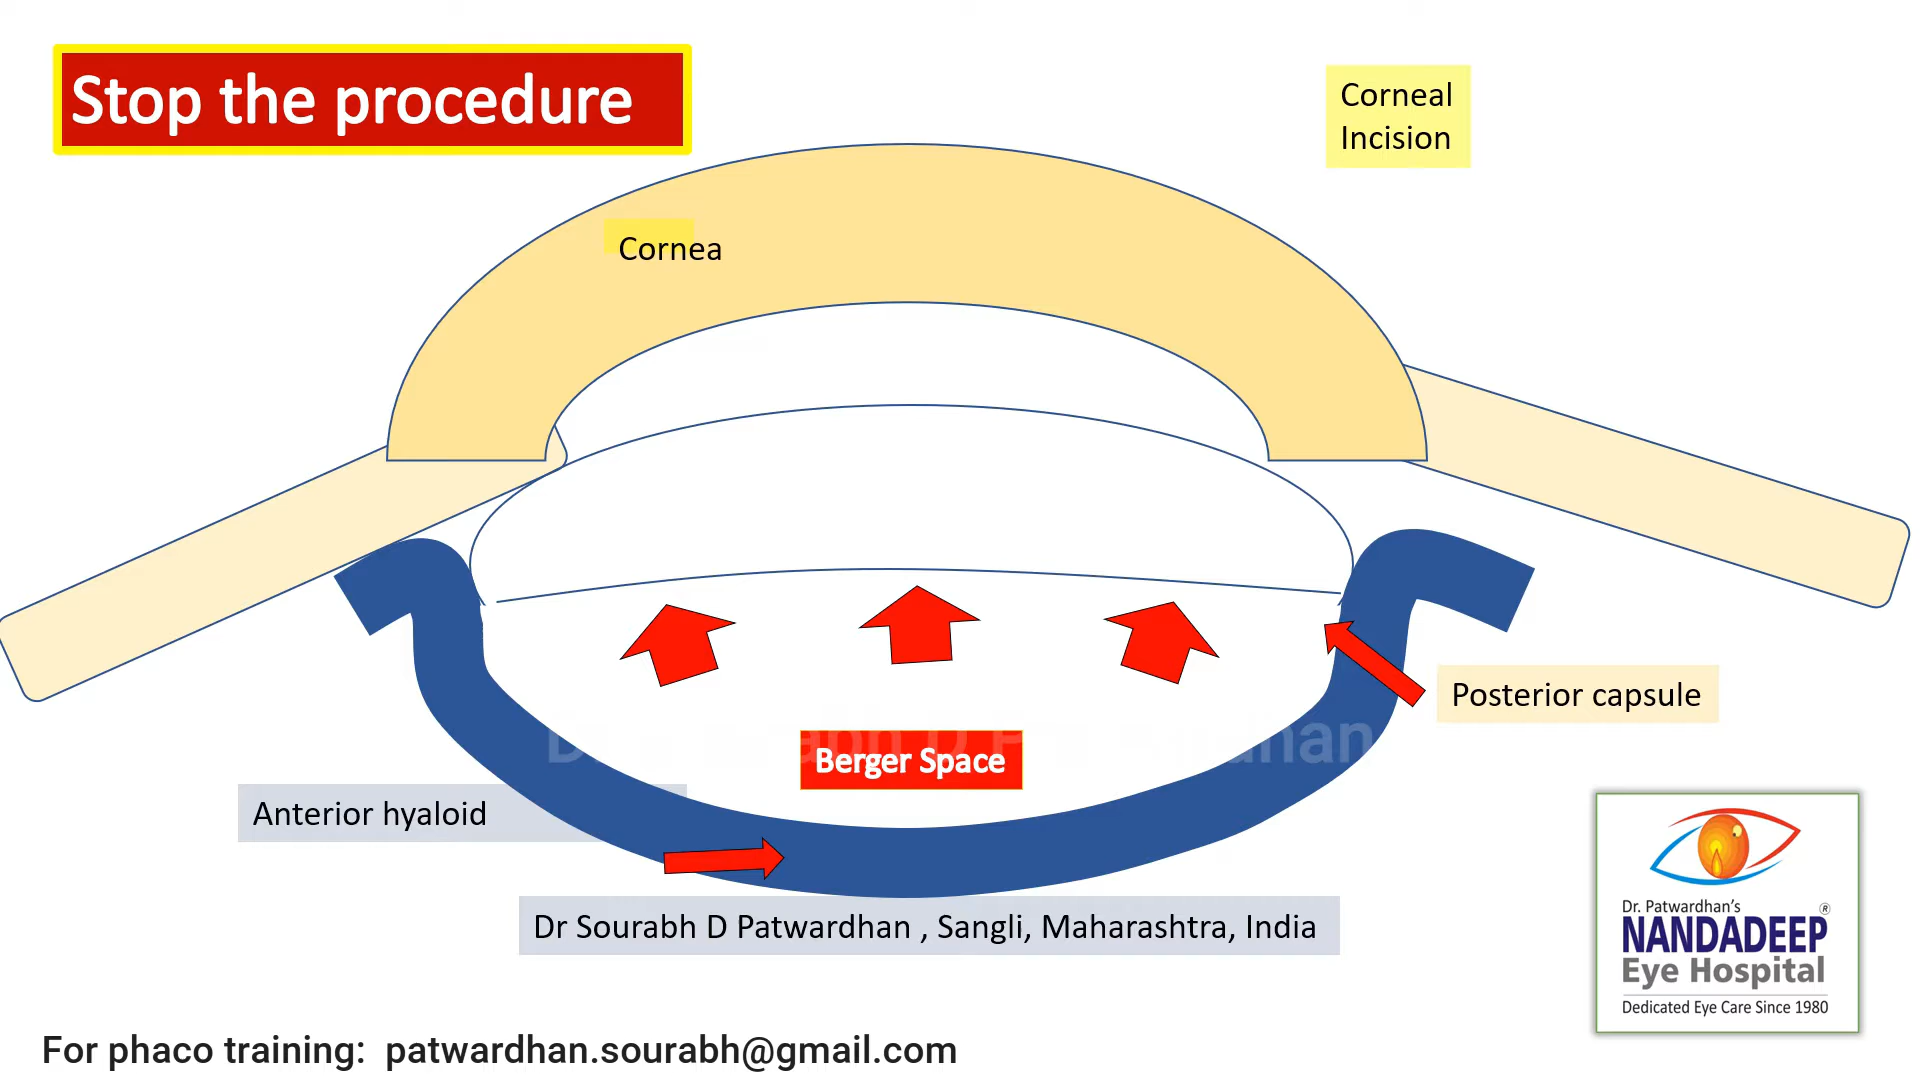 Stop the procedure
Corneal
Incision
Cornea
Posterior capsule
Berger Space
Anterior hyaloid
Dr Sourabh D Patwardhan , Sangli, Maharashtra, India
Dr. Patwardhan's
NANDADEEP ®
Eye Hospital
Dedicated Eye Care Since 1980
For phaco training: patwardhan.sourabh@gmail.com